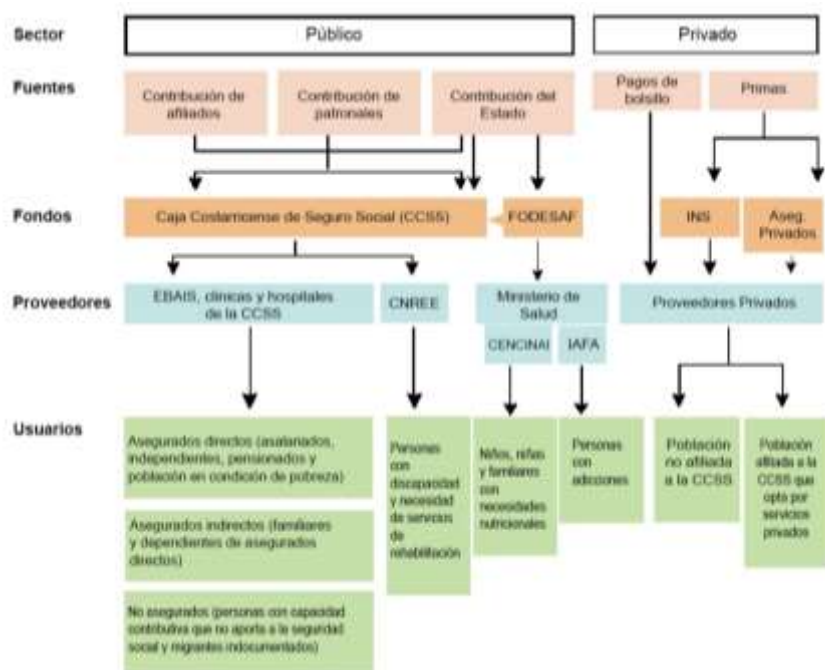 Sector
Público
Privado
Fuentes
Contribución de
afiliados
Contribución de
patronales
Contribución del
Estado
Pagos de
bolsillo
Primas
Fondos
Caja Costarricense de Seguro Social (CCSS)
FODESAF
INS
Aseg.
Privados
Proveedores
EBAIS, clínicas y hospitales
de la CCSS
CNREE
Ministerio de
Salud
CENCINAI
IAFA
Proveedores Privados
Usuarios
Asegurados directos (asalariados,
independientes, pensionados y
población en condición de pobreza)
Asegurados indirectos (familiares
y dependientes de asegurados
directos)
No asegurados (personas con capacidad
contributiva que no aporta a la seguridad
social y migrantes indocumentados)
Personas
con
discapacidad
y necesidad
de servicios
de
rehabilitación
Niños, niñas
y familiares
con
necesidades
nutricionales
Personas
con
adicciones
Población
no afiliada
a la CCSS
Población
afiliada a la
CCSS que
opta por
servicios
privados